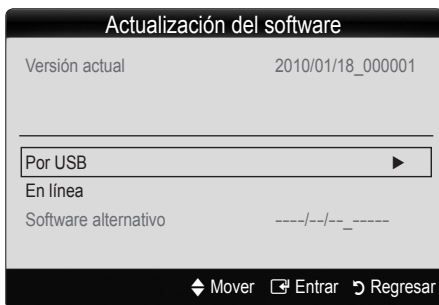 Actualización del software
Versión actual 2010/01/18_000001
Por USB ►
En línea
Software alternativo ----/--/--_-----
Mover Entrar Regresar